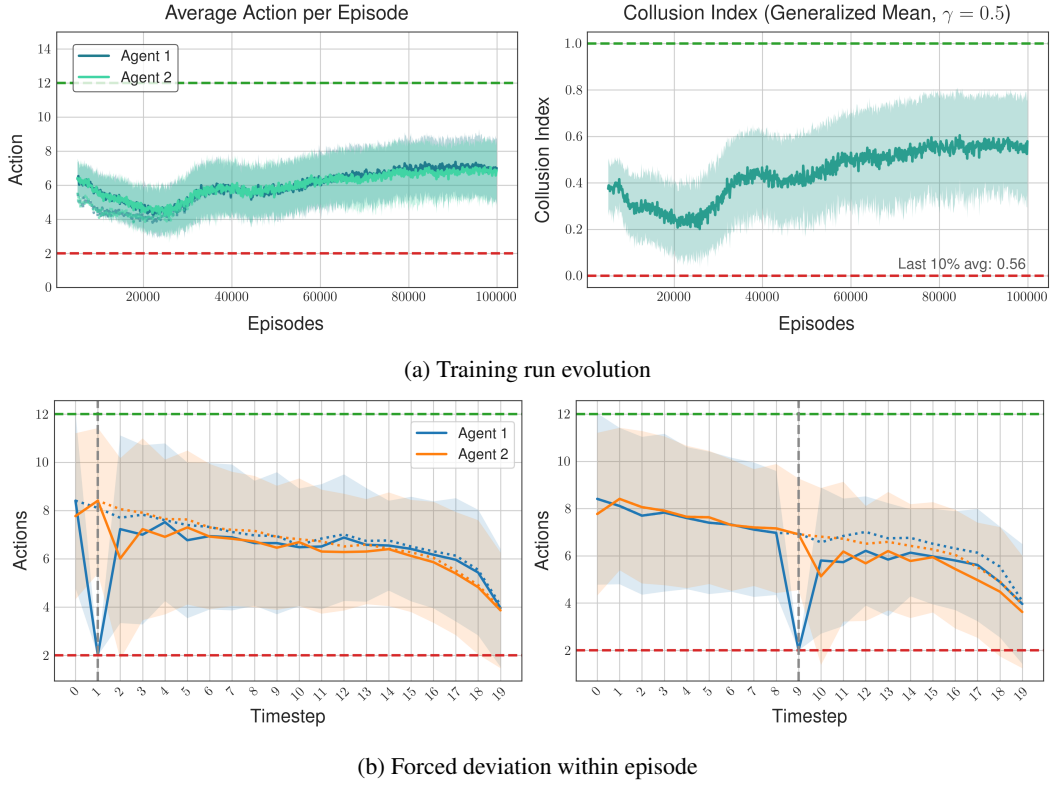 Average Action per Episode
Action
14
12
10
8
6
4
2
0
Agent 1
Agent 2
20000 40000 60000 80000 100000
Episodes
Collusion Index (Generalized Mean, γ = 0.5)
Collusion Index
1.0
0.8
0.6
0.4
0.2
0.0
Last 10% avg: 0.56
20000 40000 60000 80000 100000
Episodes
(a) Training run evolution
Actions
12
10
8
6
4
2
Agent 1
Agent 2
0 1 2 3 4 5 6 7 8 9 10 11 12 13 14 15 16 17 18 19
Timestep
Actions
12
10
8
6
4
2
0 1 2 3 4 5 6 7 8 9 10 11 12 13 14 15 16 17 18 19
Timestep
(b) Forced deviation within episode